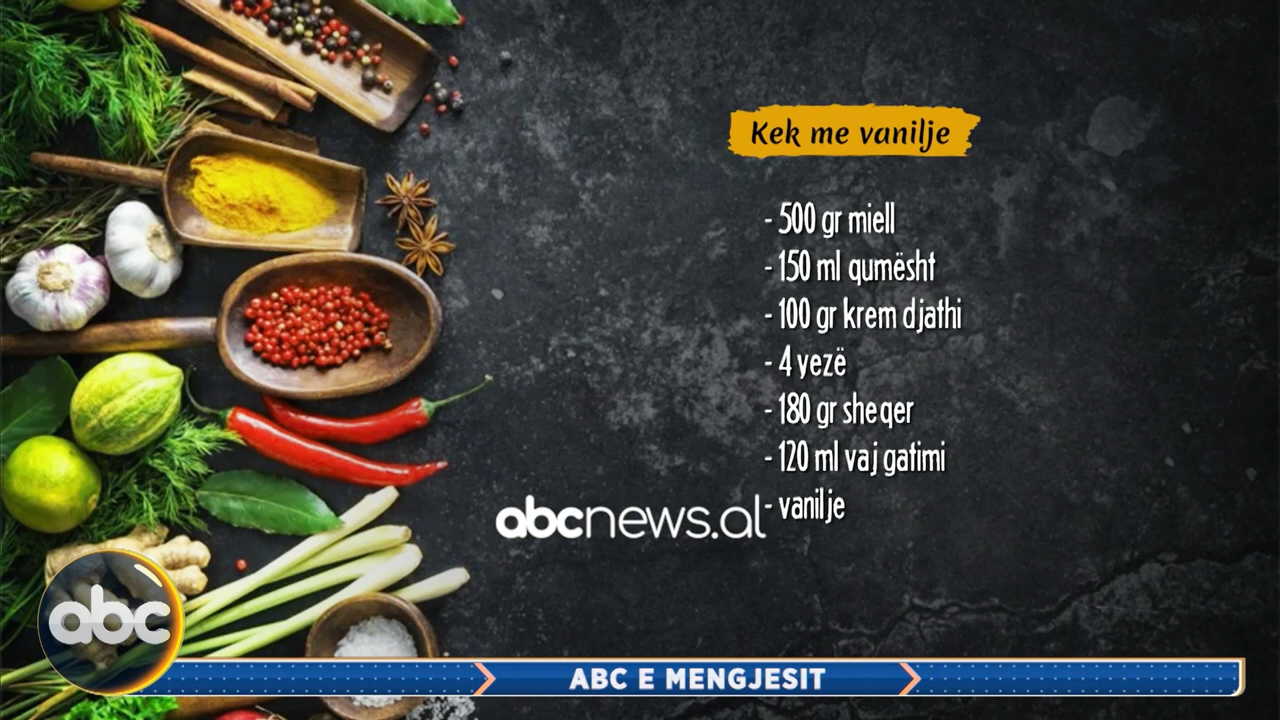 Kek me vanilje
- 500 gr miell
- 150 ml qumësht
- 100 gr krem djathi
- 4 vezë
- 180 gr sheqer
- 120 ml vaj gatimi
- vanilje
abcnews.al
abc
ABC E MENGJESIT